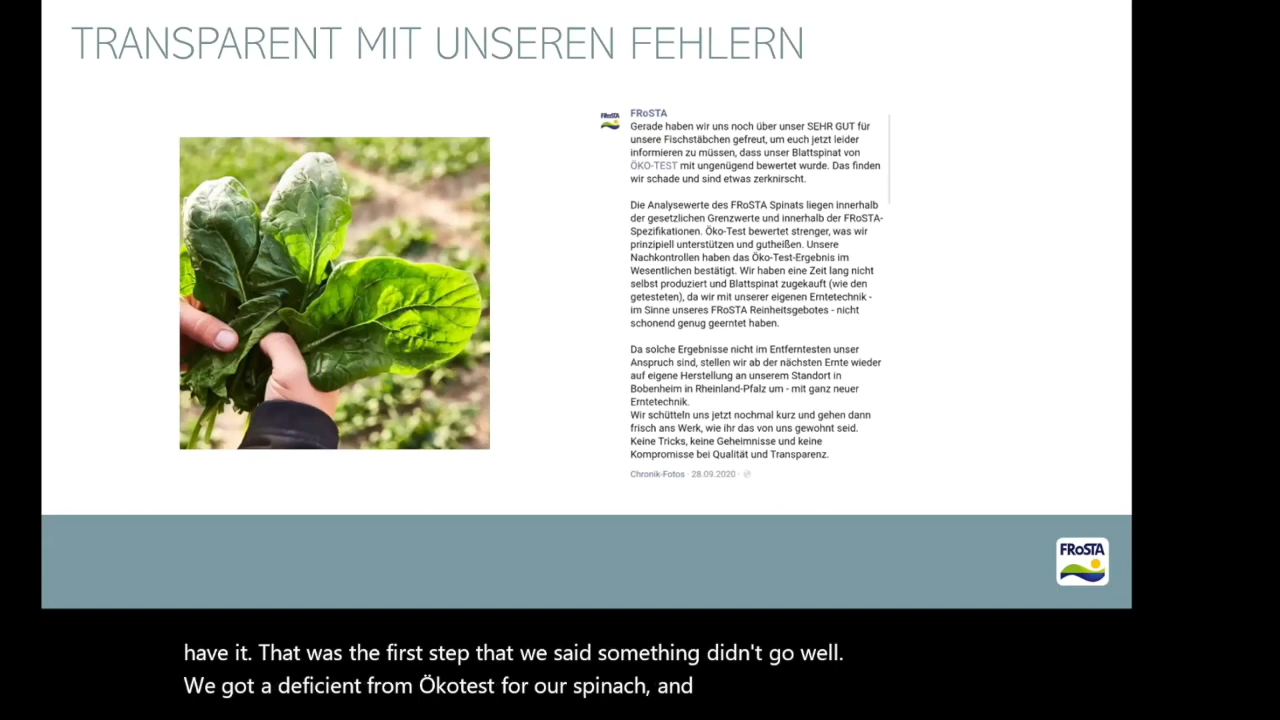 TRANSPARENT MIT UNSEREN FEHLERN
FRoSTA
FRoSTA
Gerade haben wir uns noch über unser SEHR GUT für
unsere Fischstäbchen gefreut, um euch jetzt leider
informieren zu müssen, dass unser Blattspinat von
ÖKO-TEST mit ungenügend bewertet wurde. Das finden
wir schade und sind etwas zerknirscht.
Die Analysewerte des FRoSTA Spinats liegen innerhalb
der gesetzlichen Grenzwerte und innerhalb der FRoSTA-
Spezifikationen. Öko-Test bewertet strenger, was wir
prinzipiell unterstützen und gutheißen. Unsere
Nachkontrollen haben das Öko-Test-Ergebnis im
Wesentlichen bestätigt. Wir haben eine Zeit lang nicht
selbst produziert und Blattspinat zugekauft (wie den
getesteten), da wir mit unserer eigenen Erntetechnik -
im Sinne unseres FRoSTA Reinheitsgebotes - nicht
schonend genug geerntet haben.
Da solche Ergebnisse nicht im Entferntesten unser
Anspruch sind, stellen wir ab der nächsten Ernte wieder
auf eigene Herstellung an unserem Standort in
Bobenheim in Rheinland-Pfalz um - mit ganz neuer
Erntetechnik.
Wir schütteln uns jetzt nochmal kurz und gehen dann
frisch ans Werk, wie ihr das von uns gewohnt seid.
Keine Tricks, keine Geheimnisse und keine
Kompromisse bei Qualität und Transparenz.
Chronik-Fotos · 28.09.2020 ·
FRoSTA
have it. That was the first step that we said something didn't go well.
We got a deficient from Ökotest for our spinach, and